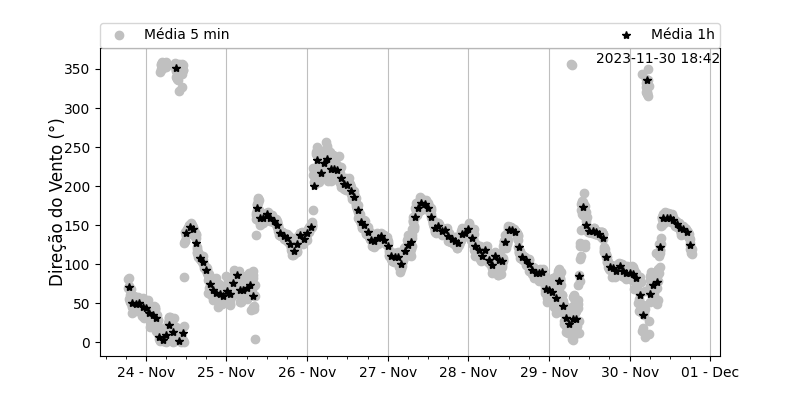 Média 5 min
Média 1h
2023-11-30 18:42
Direção do Vento (°)
350
300
250
200
150
100
50
0
24 - Nov
25 - Nov
26 - Nov
27 - Nov
28 - Nov
29 - Nov
30 - Nov
01 - Dec